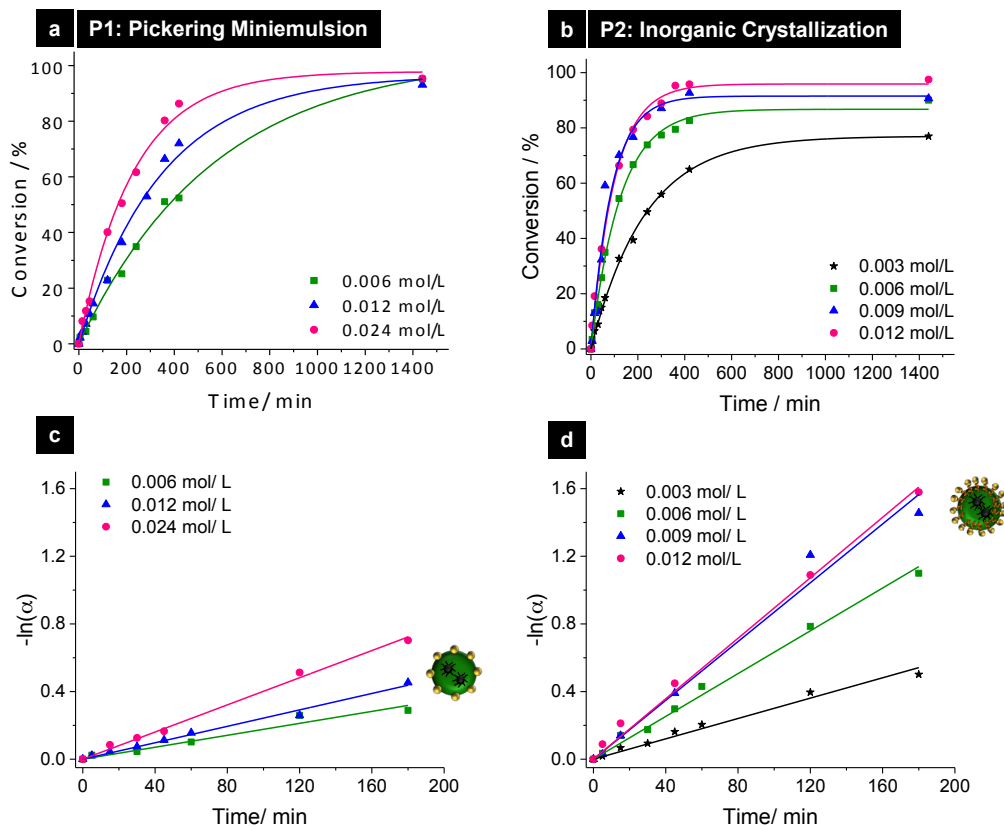 a
P1: Pickering Miniemulsion
100
80
60
40
20
0
Conversion / %
0 200 400 600 800 1000 1200 1400
Time/ min
0.006 mol/L
0.012 mol/L
0.024 mol/L
b
P2: Inorganic Crystallization
100
90
80
70
60
50
40
30
20
10
0
Conversion / %
0 200 400 600 800 1000 1200 1400
Time / min
0.003 mol/L
0.006 mol/L
0.009 mol/L
0.012 mol/L
c
0.006 mol/ L
0.012 mol/ L
0.024 mol/ L
1.6
1.2
0.8
0.4
0.0
-ln(α)
0 40 80 120 160 200
Time/ min
d
0.003 mol/ L
0.006 mol/ L
0.009 mol/ L
0.012 mol/L
1.6
1.2
0.8
0.4
0.0
-ln(α)
0 40 80 120 160 200
Time/ min